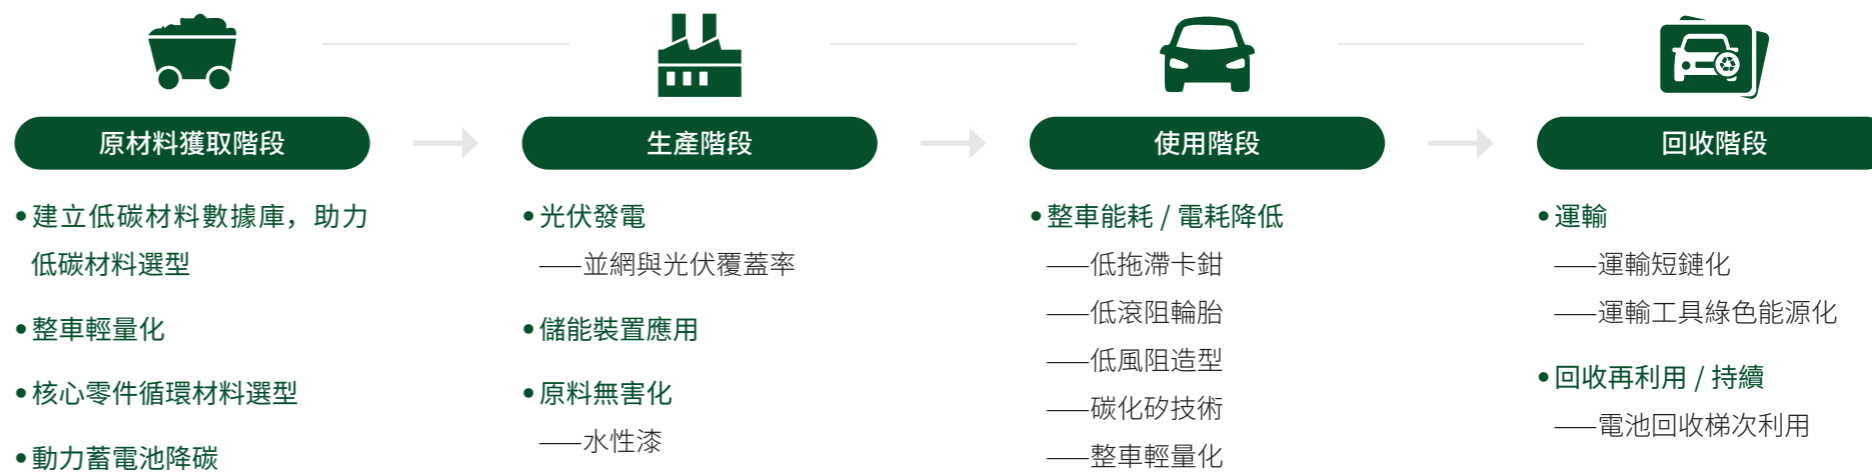 原材料獲取階段
•建立低碳材料數據庫，助力
低碳材料選型
•整車輕量化
•核心零件循環材料選型
•動力蓄電池降碳
生產階段
•光伏發電
——並網與光伏覆蓋率
•儲能裝置應用
•原料無害化
——水性漆
使用階段
•整車能耗 / 電耗降低
——低拖滯卡鉗
——低滾阻輪胎
——低風阻造型
——碳化矽技術
——整車輕量化
回收階段
•運輸
——運輸短鏈化
——運輸工具綠色能源化
•回收再利用 / 持續
——電池回收梯次利用